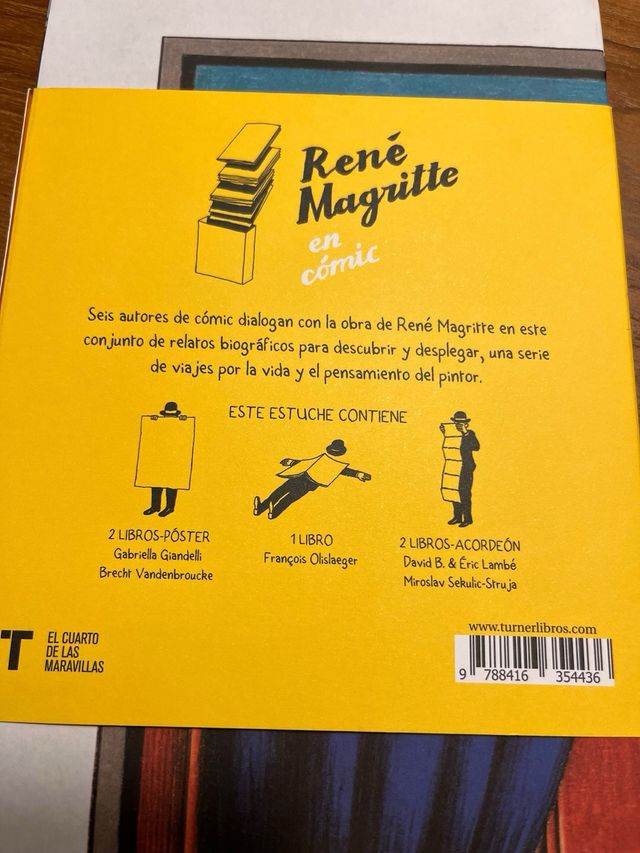 René
Magritte
en
cómic
Seis autores de cómic dialogan con la obra de René Magritte en este
conjunto de relatos biográficos para descubrir y desplegar, una serie
de viajes por la vida y el pensamiento del pintor.
ESTE ESTUCHE CONTIENE
2 LIBROS-PÓSTER
Gabriella Giandelli
Brecht Vandenbroucke
1 LIBRO
François Olislaeger
2 LIBROS-ACORDEÓN
David B. & Éric Lambé
Miroslav Sekulic-Struja
T
EL CUARTO
DE LAS
MARAVILLAS
www.turnerlibros.com
9 788416 354436